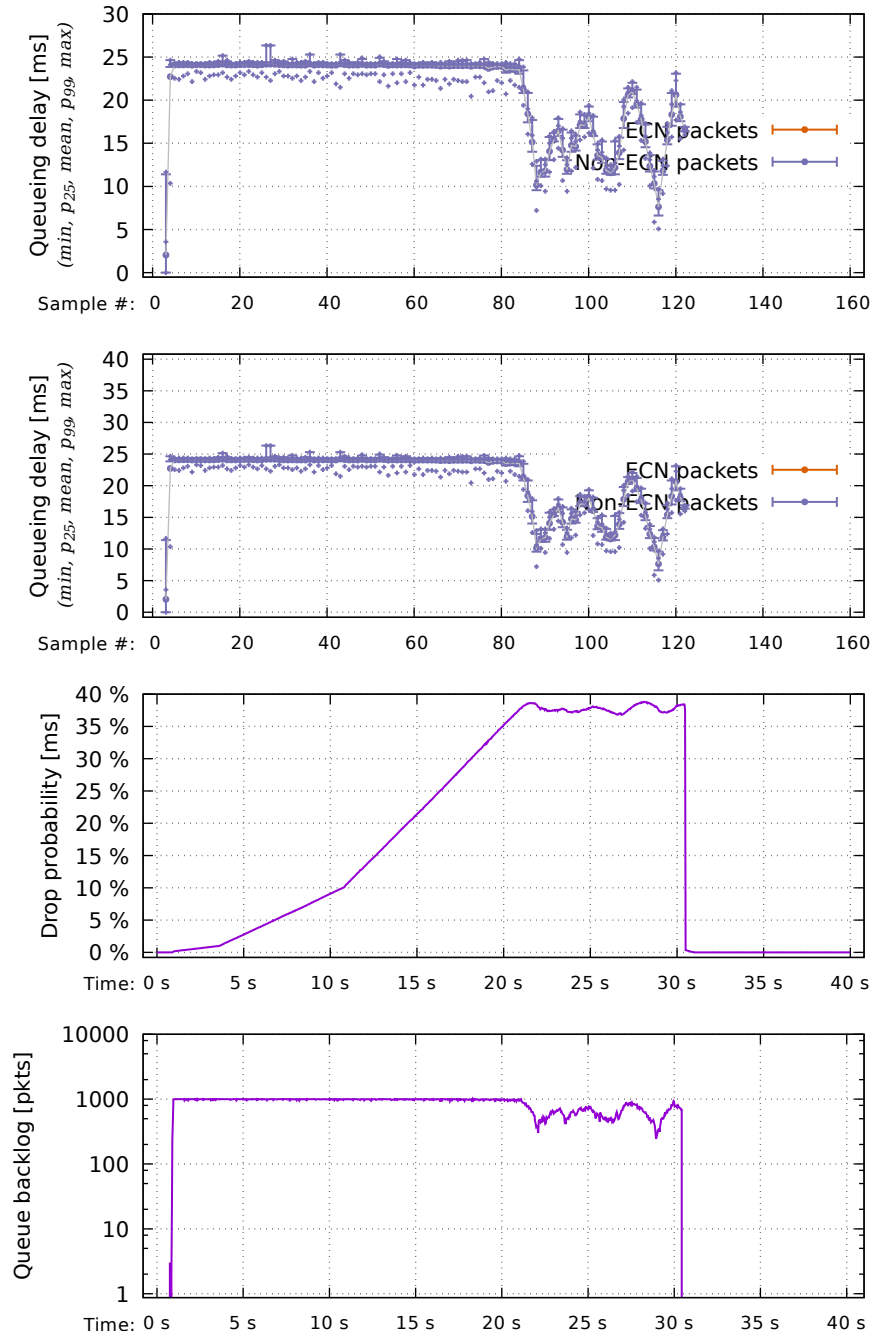 30
25
20
15
10
5
0
Queueing delay [ms]
(min, p25, mean, p99, max)
ECN packets
Non-ECN packets
Sample #: 0 20 40 60 80 100 120 140 160
40
35
30
25
20
15
10
5
0
Queueing delay [ms]
(min, p25, mean, p99, max)
ECN packets
Non-ECN packets
Sample #: 0 20 40 60 80 100 120 140 160
40 %
35 %
30 %
25 %
20 %
15 %
10 %
5 %
0 %
Drop probability [ms]
Time: 0 s 5 s 10 s 15 s 20 s 25 s 30 s 35 s 40 s
10000
1000
100
10
1
Queue backlog [pkts]
Time: 0 s 5 s 10 s 15 s 20 s 25 s 30 s 35 s 40 s